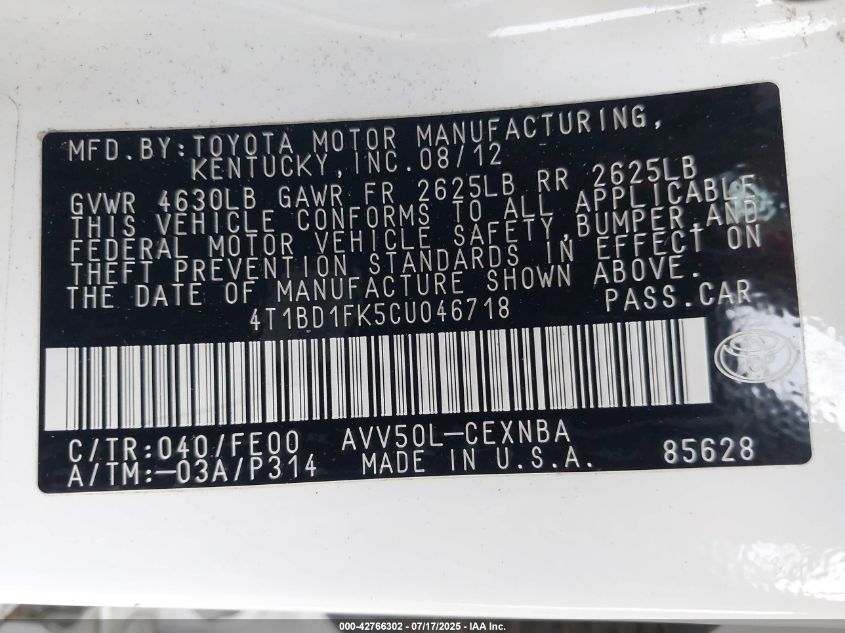 MFD.BY:TOYOTA MOTOR MANUFACTURING,
KENTUCKY,INC.08/12
GVWR 4630LB GAWR FR 2625LB RR 2625LB
THIS VEHICLE CONFORMS TO ALL APPLICABLE
FEDERAL MOTOR VEHICLE SAFETY,BUMPER,AND
THEFT PREVENTION STANDARDS IN EFFECT ON
THE DATE OF MANUFACTURE SHOWN ABOVE.
4T1BD1FK5CU046718 PASS.CAR
C/TR:040/FE00 AVV50L-CEXNBA
A/TM:-03A/P314 MADE IN U.S.A. 85628
000-42766302 - 07/17/2025 - IAA Inc.